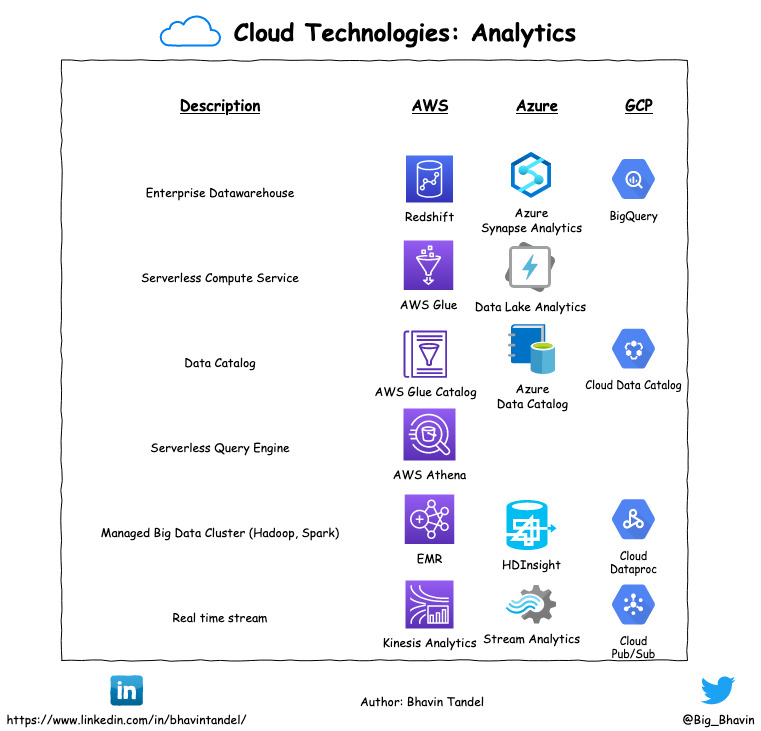 Cloud Technologies: Analytics
Description AWS Azure GCP
Enterprise Datawarehouse
Redshift
Azure
Synapse Analytics
BigQuery
Serverless Compute Service
AWS Glue
Data Lake Analytics
Data Catalog
AWS Glue Catalog
Azure
Data Catalog
Cloud Data Catalog
Serverless Query Engine
AWS Athena
Managed Big Data Cluster (Hadoop, Spark)
EMR
HDInsight
Cloud
Dataproc
Real time stream
Kinesis Analytics
Stream Analytics
Cloud
Pub/Sub
in
Author: Bhavin Tandel
https://www.linkedin.com/in/bhavintandel/
@Big_Bhavin